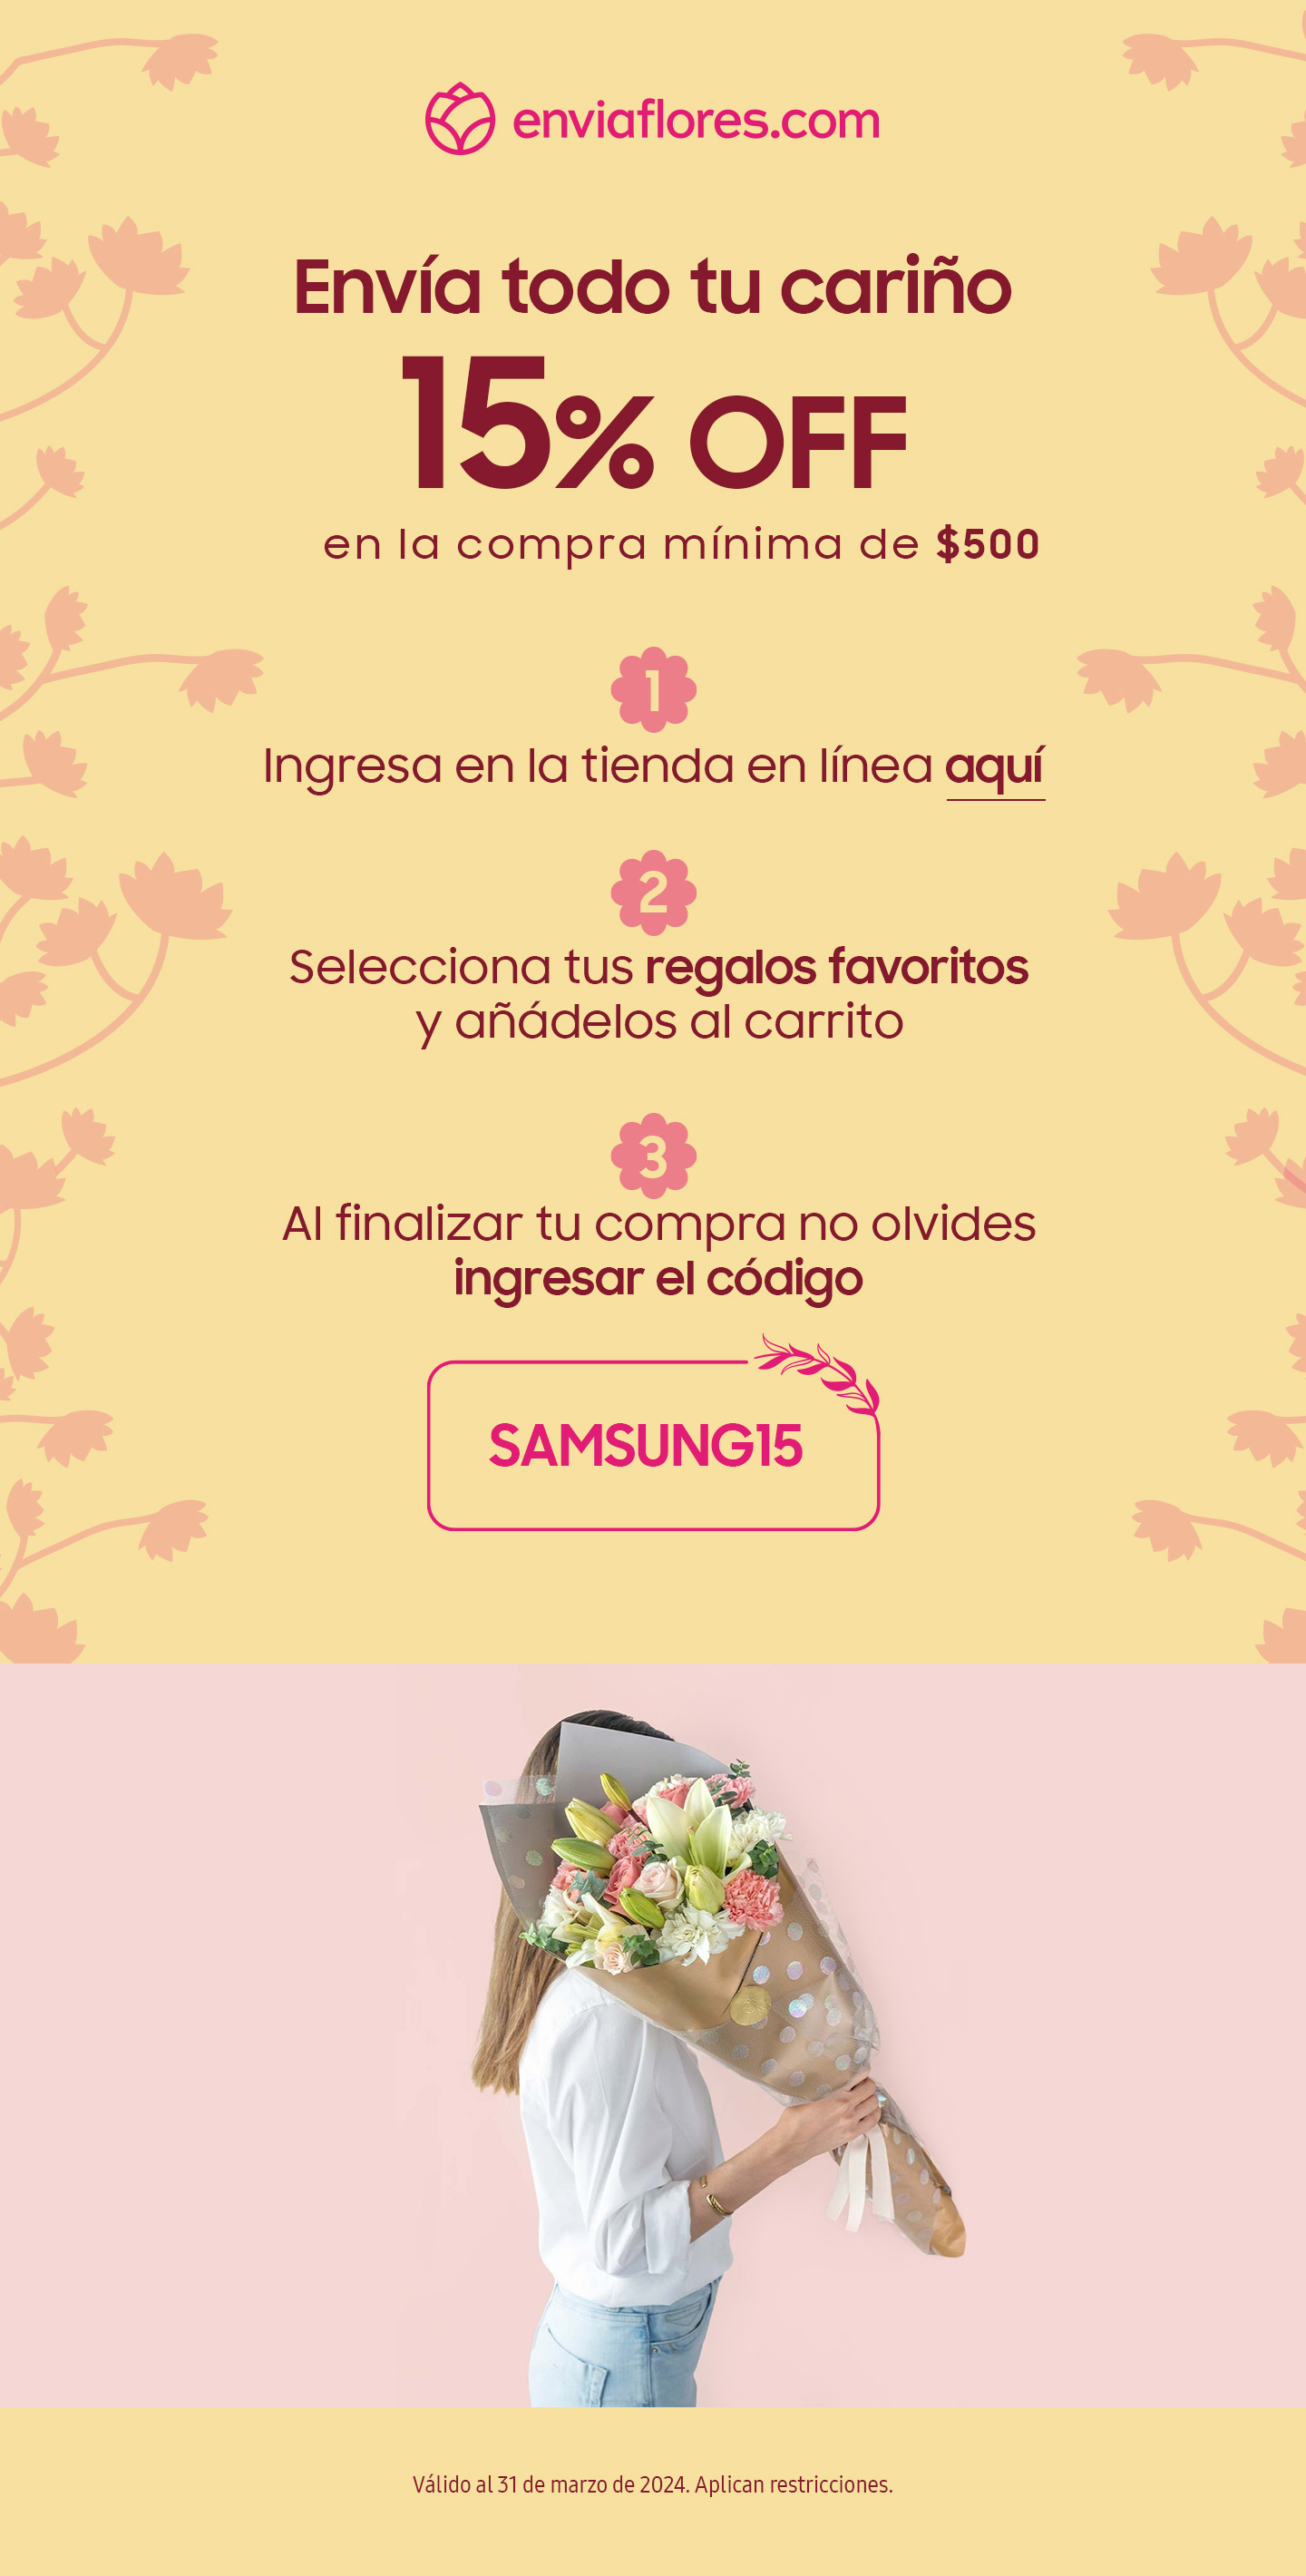 enviaflores.com
Envía todo tu cariño
15% OFF
en la compra mínima de $500
1
Ingresa en la tienda en línea aquí
2
Selecciona tus regalos favoritos
y añádelos al carrito
3
Al finalizar tu compra no olvides
ingresar el código
SAMSUNG15
Válido al 31 de marzo de 2024. Aplican restricciones.